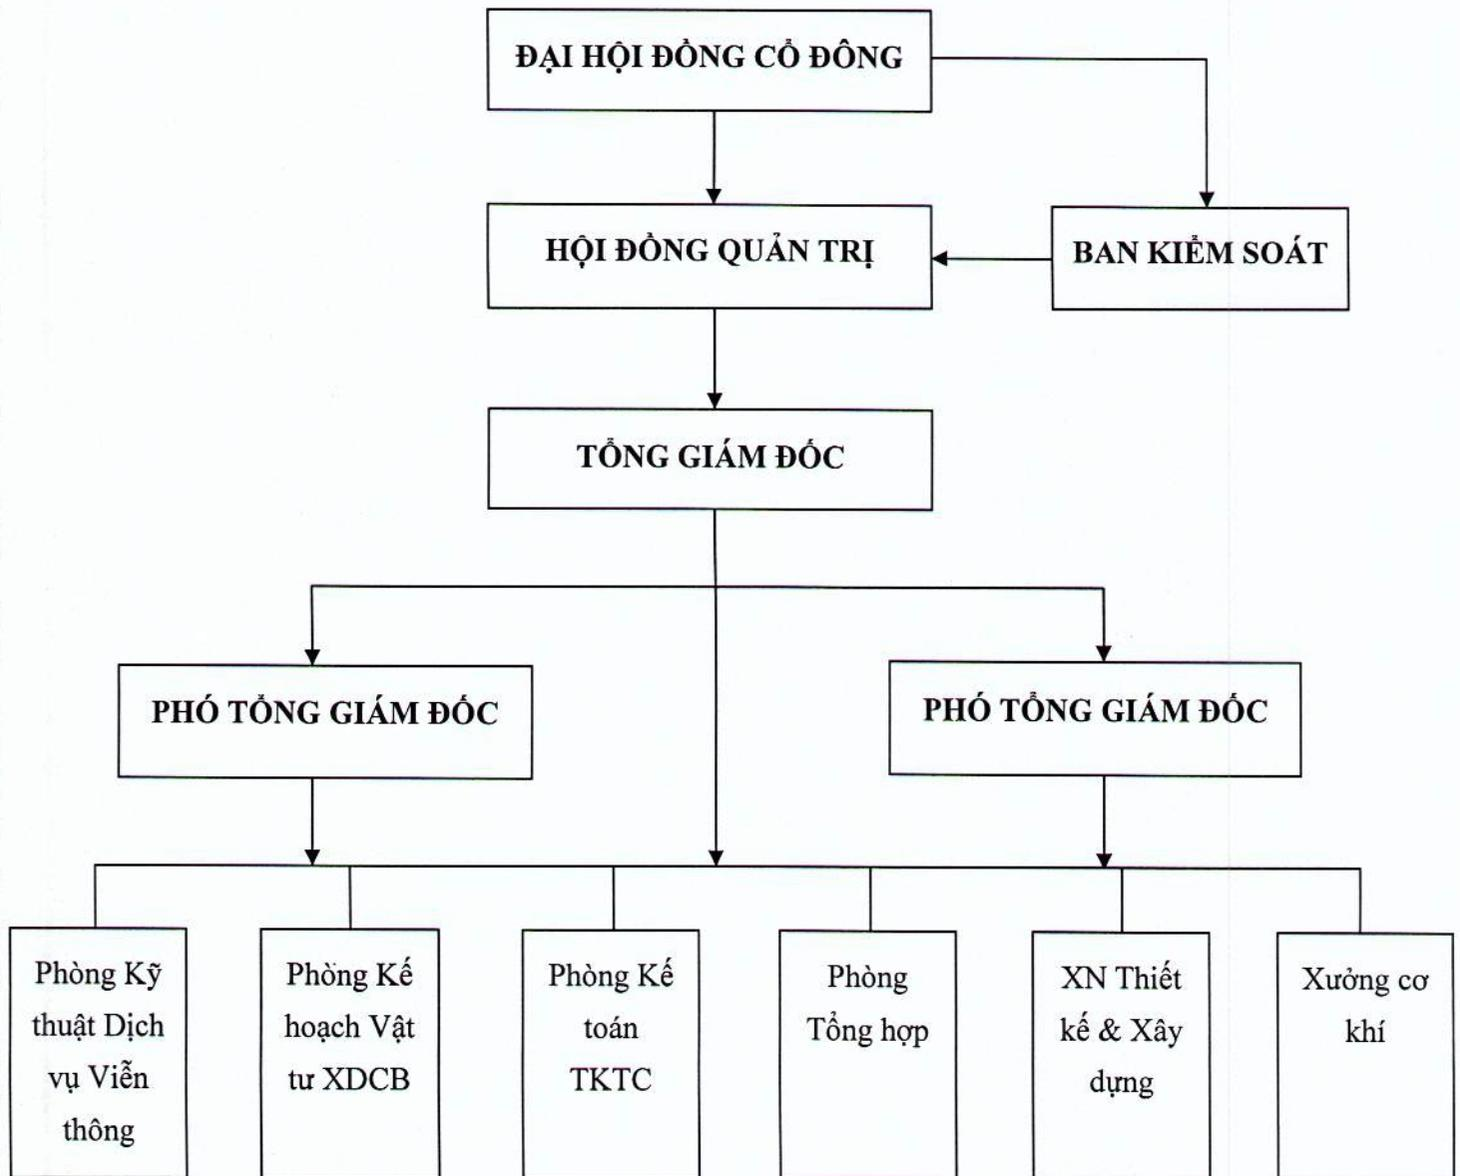 ĐẠI HỘI ĐỒNG CỔ ĐÔNG
HỘI ĐỒNG QUẢN TRỊ
BAN KIỂM SOÁT
TỔNG GIÁM ĐỐC
PHÓ TỔNG GIÁM ĐỐC
PHÓ TỔNG GIÁM ĐỐC
Phòng Kỹ
thuật Dịch
vụ Viễn
thông
Phòng Kế
hoạch Vật
tư XDCB
Phòng Kế
toán
TKTC
Phòng
Tổng hợp
XN Thiết
kế & Xây
dựng
Xưởng cơ
khí